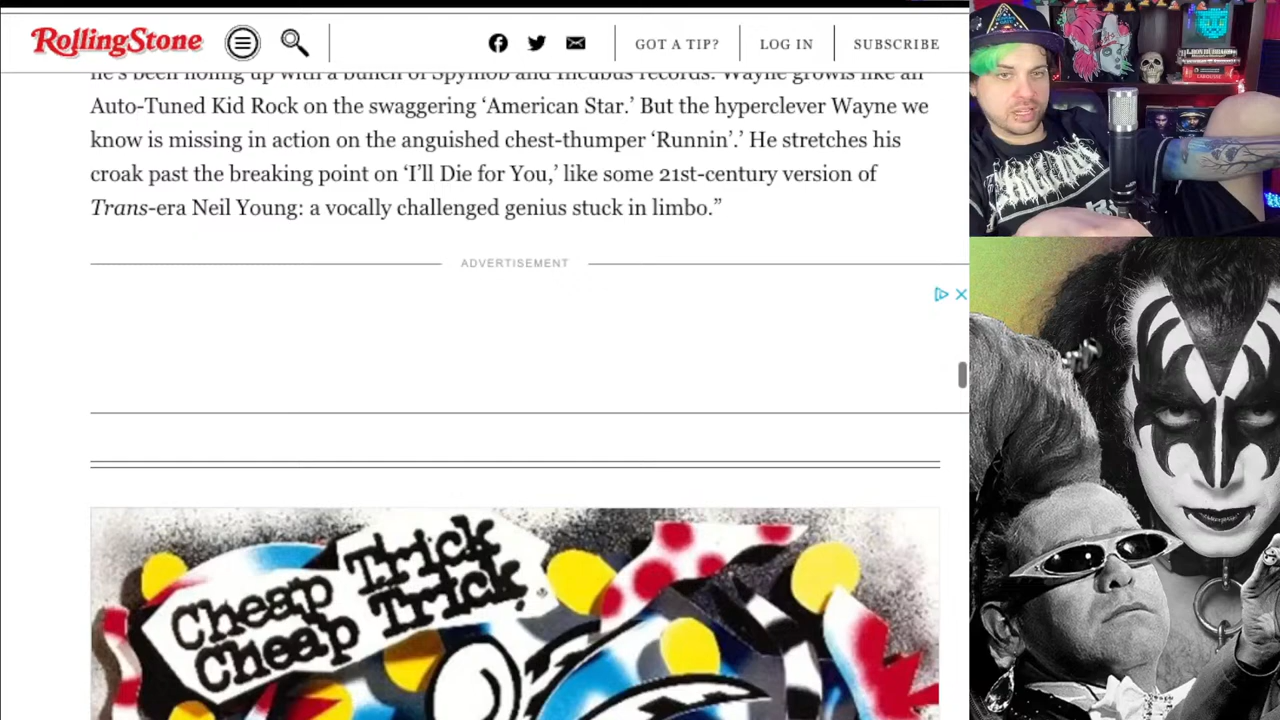 RollingStone
GOT A TIP?
LOG IN
SUBSCRIBE
he's been holing up with a bunch of Spymob and Incubus records. Wayne growls like an
Auto-Tuned Kid Rock on the swaggering ‘American Star.’ But the hyperclever Wayne we
know is missing in action on the anguished chest-thumper ‘Runnin’.’ He stretches his
croak past the breaking point on ‘I’ll Die for You,’ like some 21st-century version of
Trans-era Neil Young: a vocally challenged genius stuck in limbo.”
ADVERTISEMENT
Cheap Trick
Cheap Trick